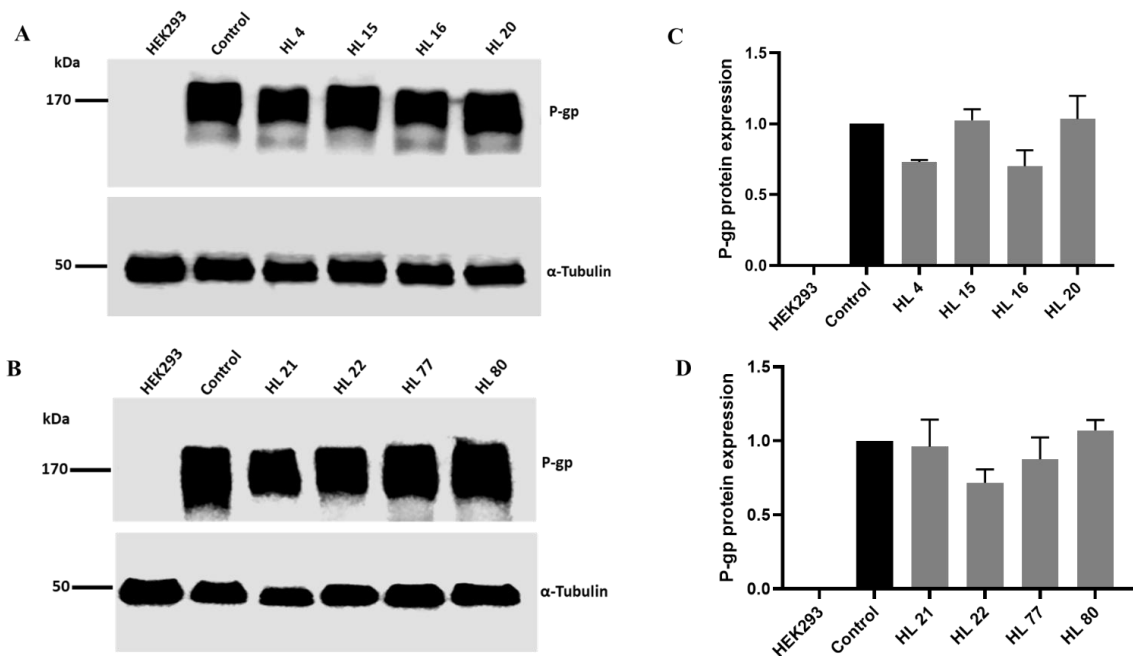 A
HEK293 Control HL 4 HL 15 HL 16 HL 20
kDa
170
P-gp
50
α-Tubulin
B
HEK293 Control HL 21 HL 22 HL 77 HL 80
kDa
170
P-gp
50
α-Tubulin
C
P-gp protein expression
1.5
1.0
0.5
0.0
HEK293 Control HL 4 HL 15 HL 16 HL 20
D
P-gp protein expression
1.5
1.0
0.5
0.0
HEK293 Control HL 21 HL 22 HL 77 HL 80